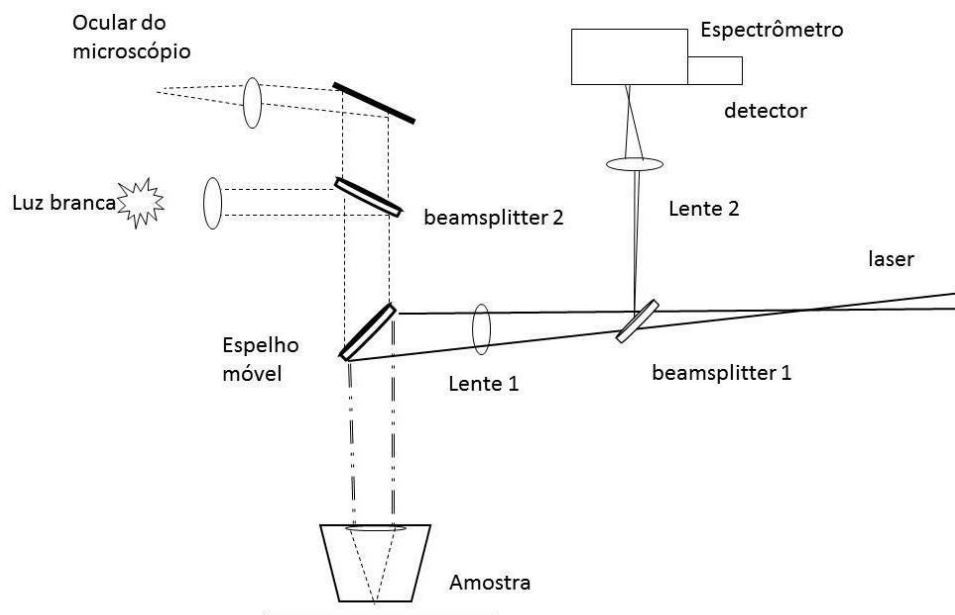 Ocular do
microscópio
Espectrômetro
detector
Luz branca
beamsplitter 2
Lente 2
laser
Espelho
móvel
Lente 1
beamsplitter 1
Amostra